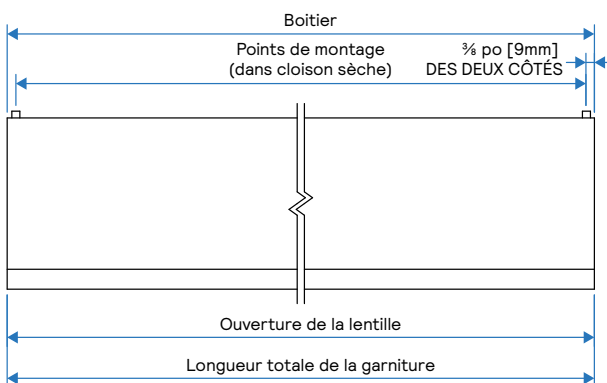 Boitier
Points de montage
(dans cloison sèche)
⅜ po [9mm]
DES DEUX CÔTÉS
Ouverture de la lentille
Longueur totale de la garniture